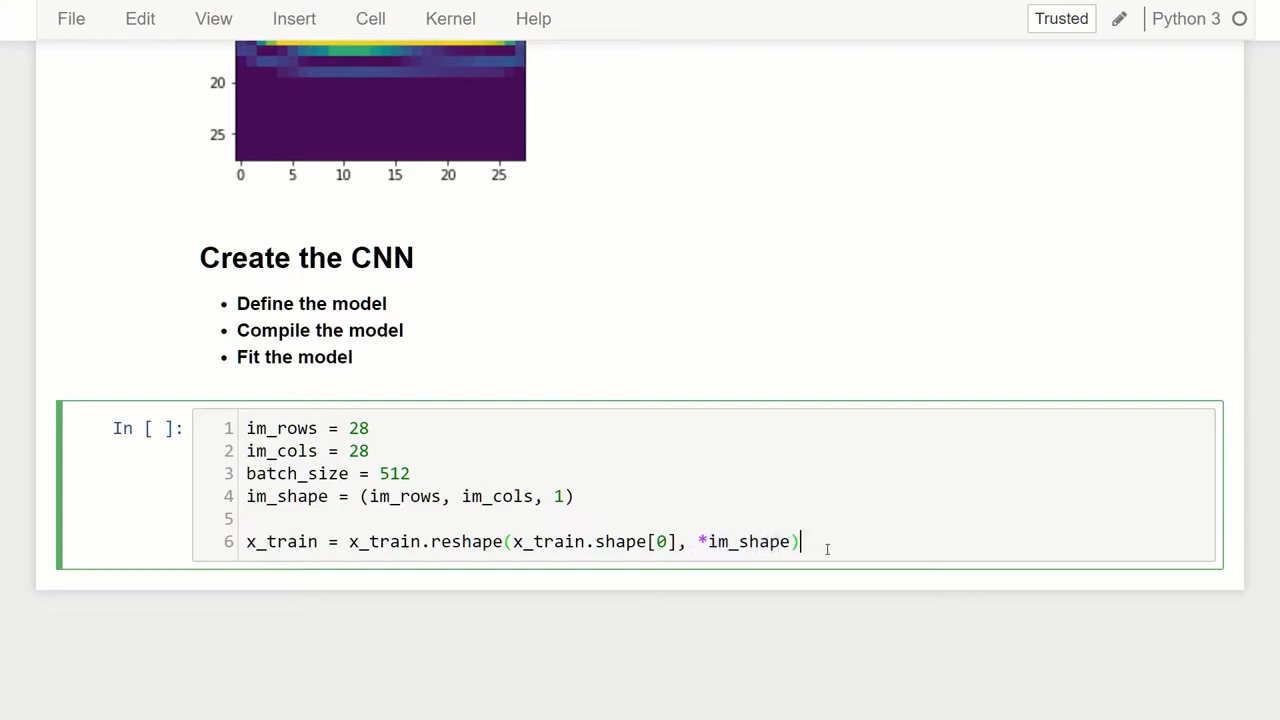 File Edit View Insert Cell Kernel Help Trusted Python 3
20
25
0 5 10 15 20 25
Create the CNN
• Define the model
• Compile the model
• Fit the model
In [ ]:
1 im_rows = 28
2 im_cols = 28
3 batch_size = 512
4 im_shape = (im_rows, im_cols, 1)
5
6 x_train = x_train.reshape(x_train.shape[0], *im_shape)